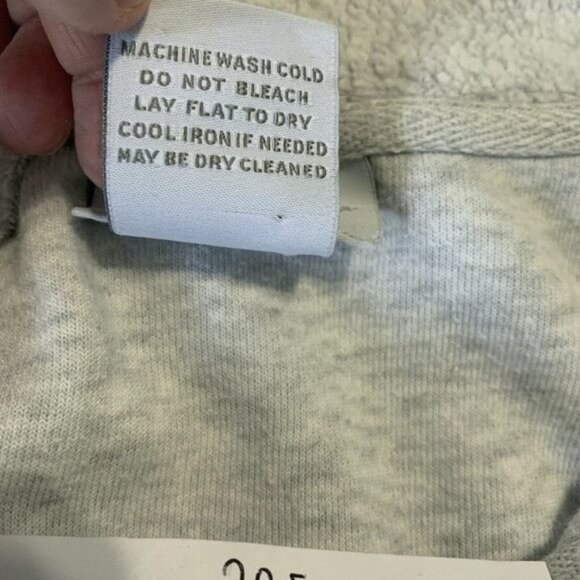 MACHINE WASH COLD
DO NOT BLEACH
LAY FLAT TO DRY
COOL IRON IF NEEDED
MAY BE DRY CLEANED